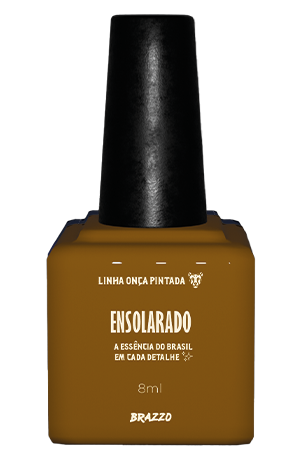 LINHA ONÇA PINTADA
ENSOLARADO
A ESSÊNCIA DO BRASIL
EM CADA DETALHE
8ml
BRAZZO